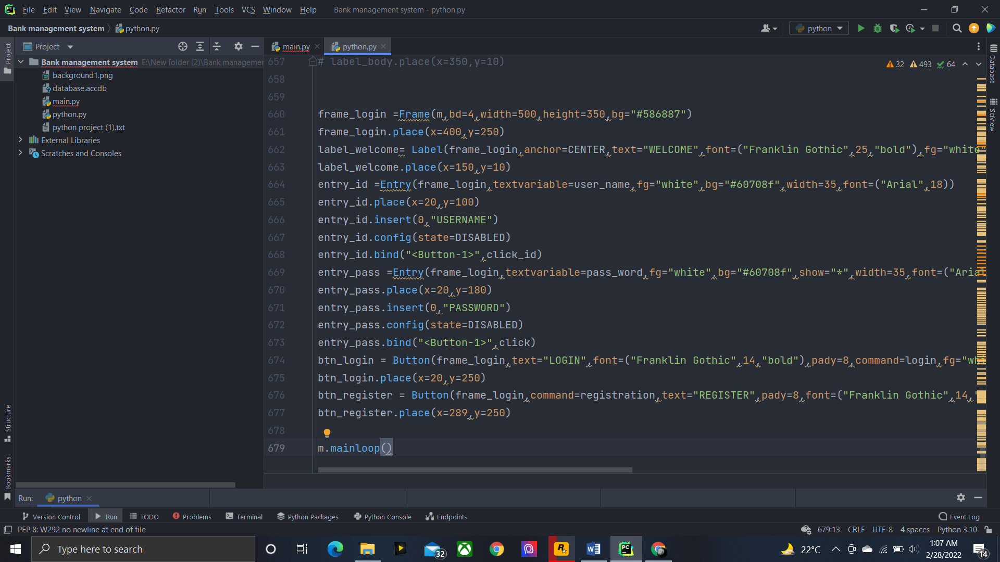 File Edit View Navigate Code Refactor Run Tools VCS Window Help Bank management system - python.py
Bank management system python.py python
Project
Project main.py python.py
Bank management system E:\New folder (2)\Bank managemer
background1.png
database.accdb
main.py
python.py
python project (1).txt
External Libraries
Scratches and Consoles
32 493 64
657 # label_body.place(x=350,y=10)
658
659
660 frame_login =Frame(m,bd=4,width=500,height=350,bg="#586887")
661 frame_login.place(x=400,y=250)
662 label_welcome= Label(frame_login,anchor=CENTER,text="WELCOME",font=("Franklin Gothic",25,"bold"),fg="white"
663 label_welcome.place(x=150,y=10)
664 entry_id =Entry(frame_login,textvariable=user_name,fg="white",bg="#60708f",width=35,font=("Arial",18))
665 entry_id.place(x=20,y=100)
666 entry_id.insert(0,"USERNAME")
667 entry_id.config(state=DISABLED)
668 entry_id.bind("<Button-1>",click_id)
669 entry_pass =Entry(frame_login,textvariable=pass_word,fg="white",bg="#60708f",show="*",width=35,font=("Arial
670 entry_pass.place(x=20,y=180)
671 entry_pass.insert(0,"PASSWORD")
672 entry_pass.config(state=DISABLED)
673 entry_pass.bind("<Button-1>",click)
674 btn_login = Button(frame_login,text="LOGIN",font=("Franklin Gothic",14,"bold"),pady=8,command=login,fg="whi
675 btn_login.place(x=20,y=250)
676 btn_register = Button(frame_login,command=registration,text="REGISTER",pady=8,font=("Franklin Gothic",14,"
677 btn_register.place(x=289,y=250)
678
679 m.mainloop()
Database
SciView
Structure
Bookmarks
Run: python
Version Control Run TODO Problems Terminal Python Packages Python Console Endpoints Event Log
PEP 8: W292 no newline at end of file 679:13 CRLF UTF-8 4 spaces Python 3.10
Type here to search 32 22°C 1:07 AM
2/28/2022 14